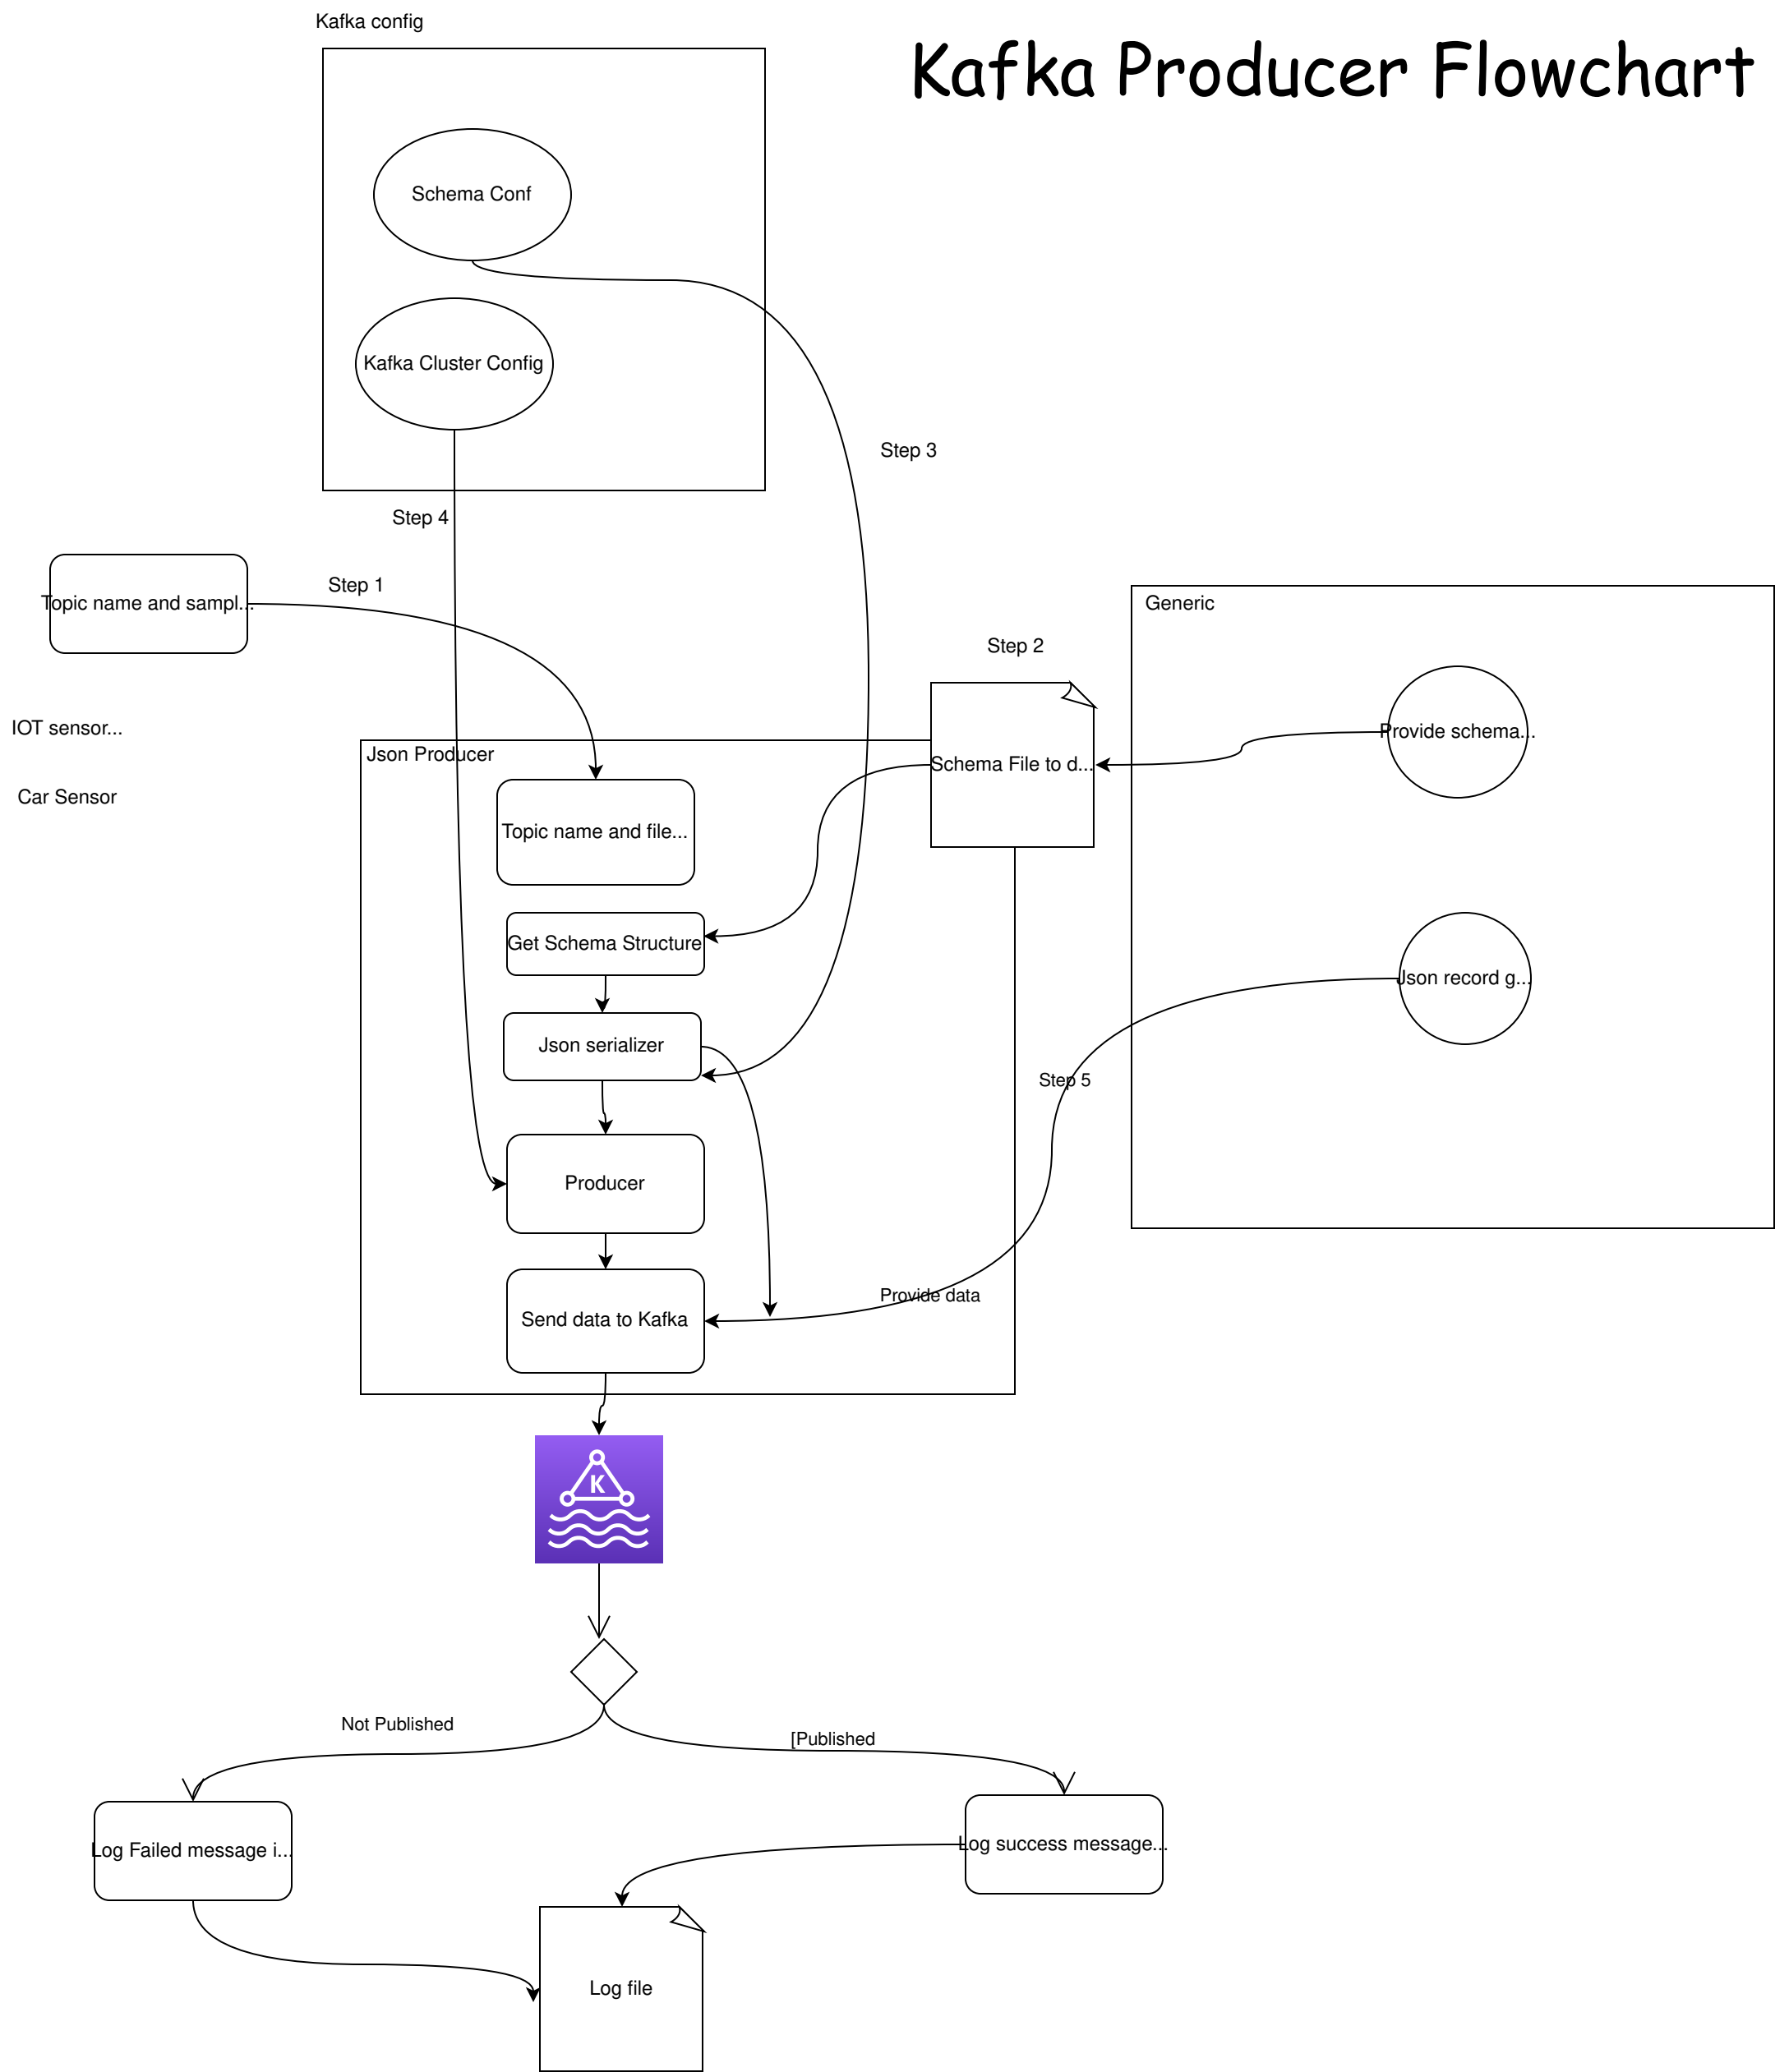 Kafka config
Kafka Producer Flowchart
Schema Conf
Kafka Cluster Config
Step 3
Step 4
Step 1
Topic name and sampl...
Generic
Step 2
IOT sensor...
Provide schema...
Json Producer
Schema File to d...
Car Sensor
Topic name and file...
Get Schema Structure
Json record g...
Json serializer
Step 5
Producer
Provide data
Send data to Kafka
K
Not Published
[Published
Log Failed message i...
Log success message...
Log file